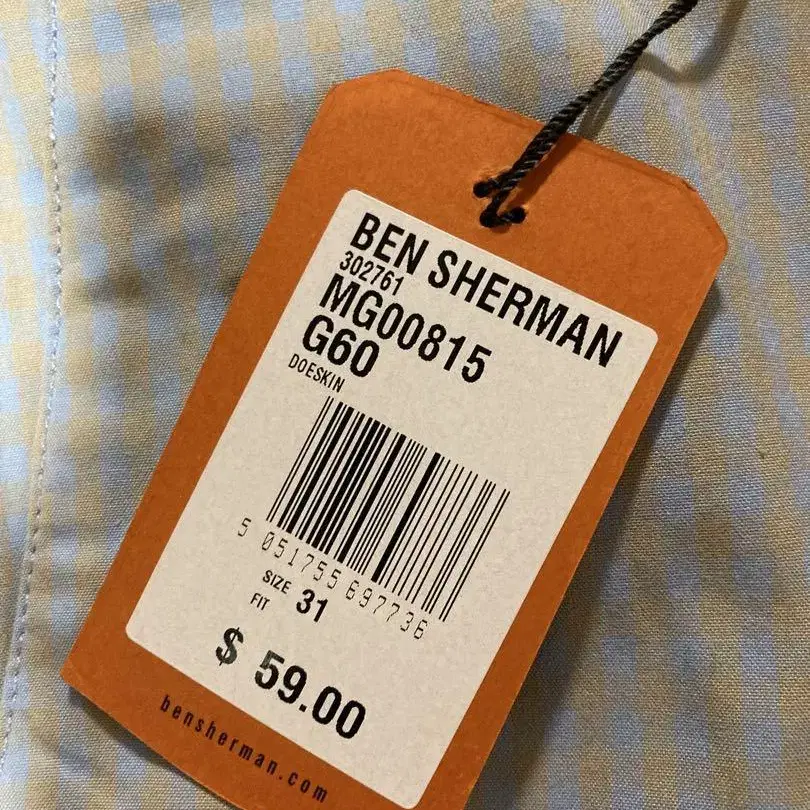 BEN SHERMAN
302761
MG00815
G60
DOESKIN
5 051755 697736
SIZE 31
FIT
$ 59.00
bensherman.com